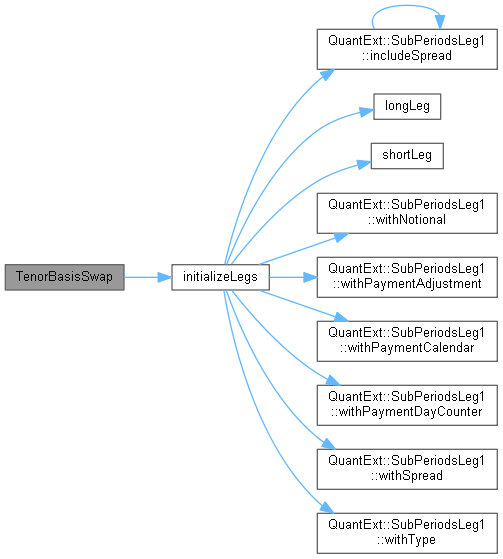 TenorBasisSwap
initializeLegs
QuantExt::SubPeriodsLeg1
::includeSpread
longLeg
shortLeg
QuantExt::SubPeriodsLeg1
::withNotional
QuantExt::SubPeriodsLeg1
::withPaymentAdjustment
QuantExt::SubPeriodsLeg1
::withPaymentCalendar
QuantExt::SubPeriodsLeg1
::withPaymentDayCounter
QuantExt::SubPeriodsLeg1
::withSpread
QuantExt::SubPeriodsLeg1
::withType